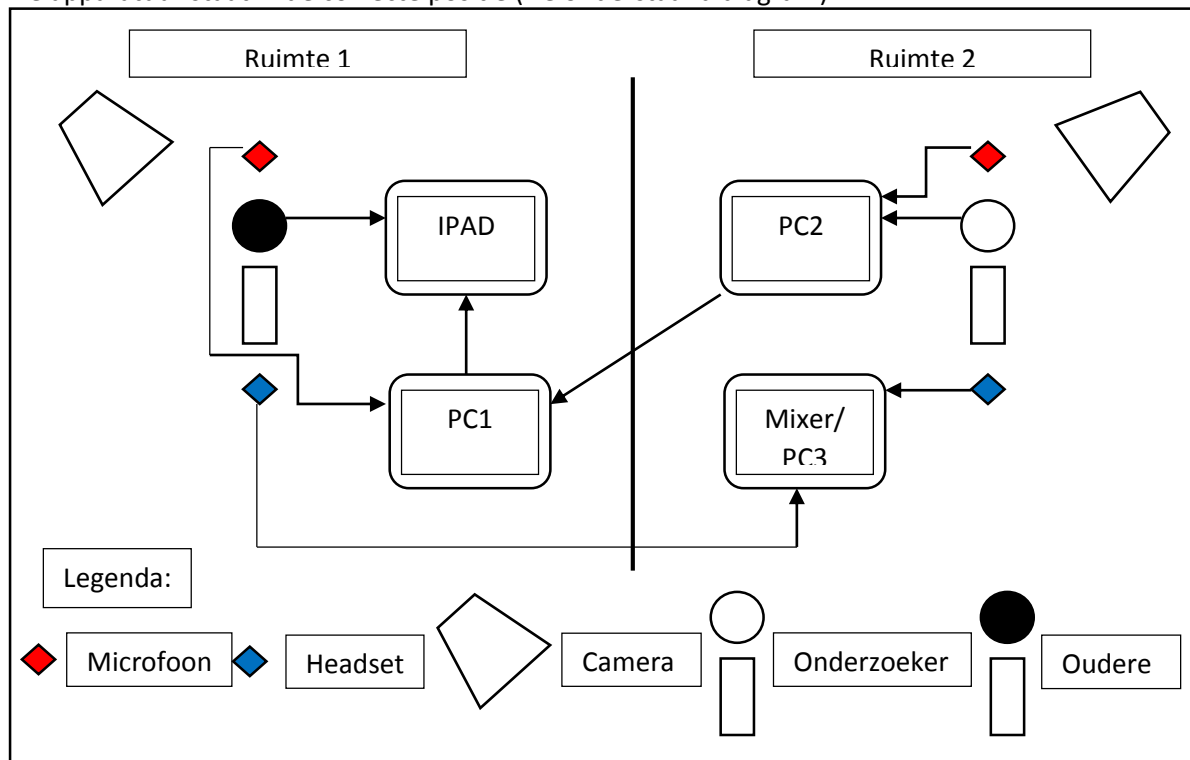 Ruimte 1
Ruimte 2
IPAD
PC2
PC1
Mixer/
PC3
Legenda:
Microfoon
Headset
Camera
Onderzoeker
Oudere